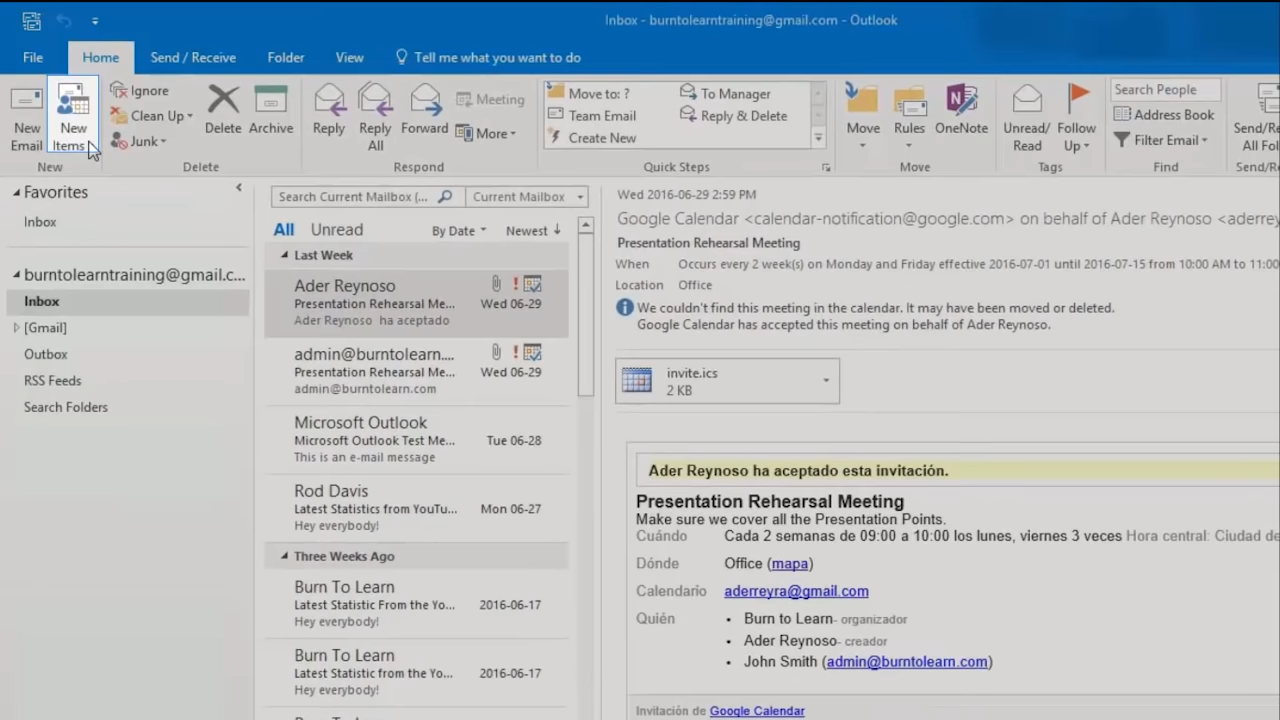 Inbox - burntolearntraining@gmail.com - Outlook
File Home Send / Receive Folder View Tell me what you want to do
New Email
New Items
Ignore
Clean Up
Junk
Delete
Archive
Reply
Reply All
Forward
Meeting
More
Move to: ?
Team Email
Create New
To Manager
Reply & Delete
Move
Rules
OneNote
Unread/ Read
Follow Up
Search People
Address Book
Filter Email
Send/Re
All Fol
New Delete Respond Quick Steps Move Tags Find Send/Re
Favorites
Inbox
burntolearntraining@gmail.c...
Inbox
[Gmail]
Outbox
RSS Feeds
Search Folders
Search Current Mailbox (... Current Mailbox
All Unread By Date Newest
Last Week
Ader Reynoso
Presentation Rehearsal Me... Wed 06-29
Ader Reynoso ha aceptado
admin@burntolearn....
Presentation Rehearsal Me... Wed 06-29
admin@burntolearn.com
Microsoft Outlook
Microsoft Outlook Test Me... Tue 06-28
This is an e-mail message
Rod Davis
Latest Statistics from YouTu... Mon 06-27
Hey everybody!
Three Weeks Ago
Burn To Learn
Latest Statistic From the Yo... 2016-06-17
Hey everybody!
Burn To Learn
Latest Statistics from the Yo... 2016-06-17
Hey everybody!
Wed 2016-06-29 2:59 PM
Google Calendar <calendar-notification@google.com> on behalf of Ader Reynoso <aderrey
Presentation Rehearsal Meeting
When Occurs every 2 week(s) on Monday and Friday effective 2016-07-01 until 2016-07-15 from 10:00 AM to 11:00
Location Office
We couldn't find this meeting in the calendar. It may have been moved or deleted.
Google Calendar has accepted this meeting on behalf of Ader Reynoso.
invite.ics
2 KB
Ader Reynoso ha aceptado esta invitación.
Presentation Rehearsal Meeting
Make sure we cover all the Presentation Points.
Cuándo Cada 2 semanas de 09:00 a 10:00 los lunes, viernes 3 veces Hora central: Ciudad de
Dónde Office (mapa)
Calendario aderreyra@gmail.com
Quién • Burn to Learn- organizador
• Ader Reynoso- creador
• John Smith (admin@burntolearn.com)
Invitación de Google Calendar